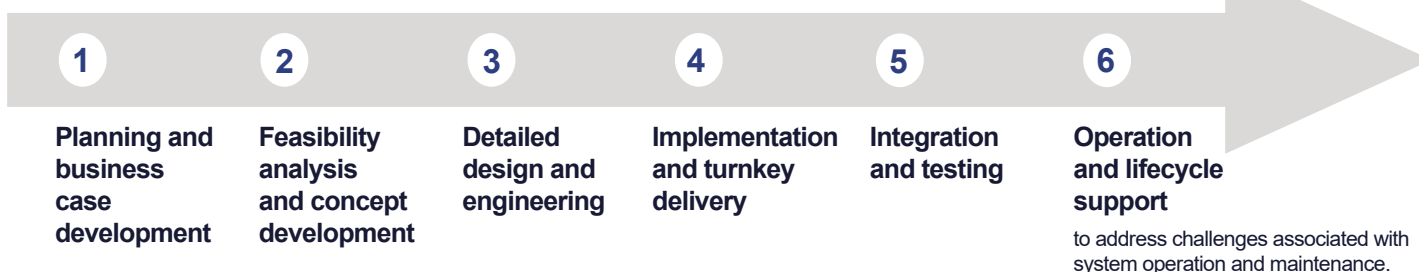 1
Planning and
business
case
development
2
Feasibility
analysis
and concept
development
3
Detailed
design and
engineering
4
Implementation
and turnkey
delivery
5
Integration
and testing
6
Operation
and lifecycle
support
to address challenges associated with
system operation and maintenance.